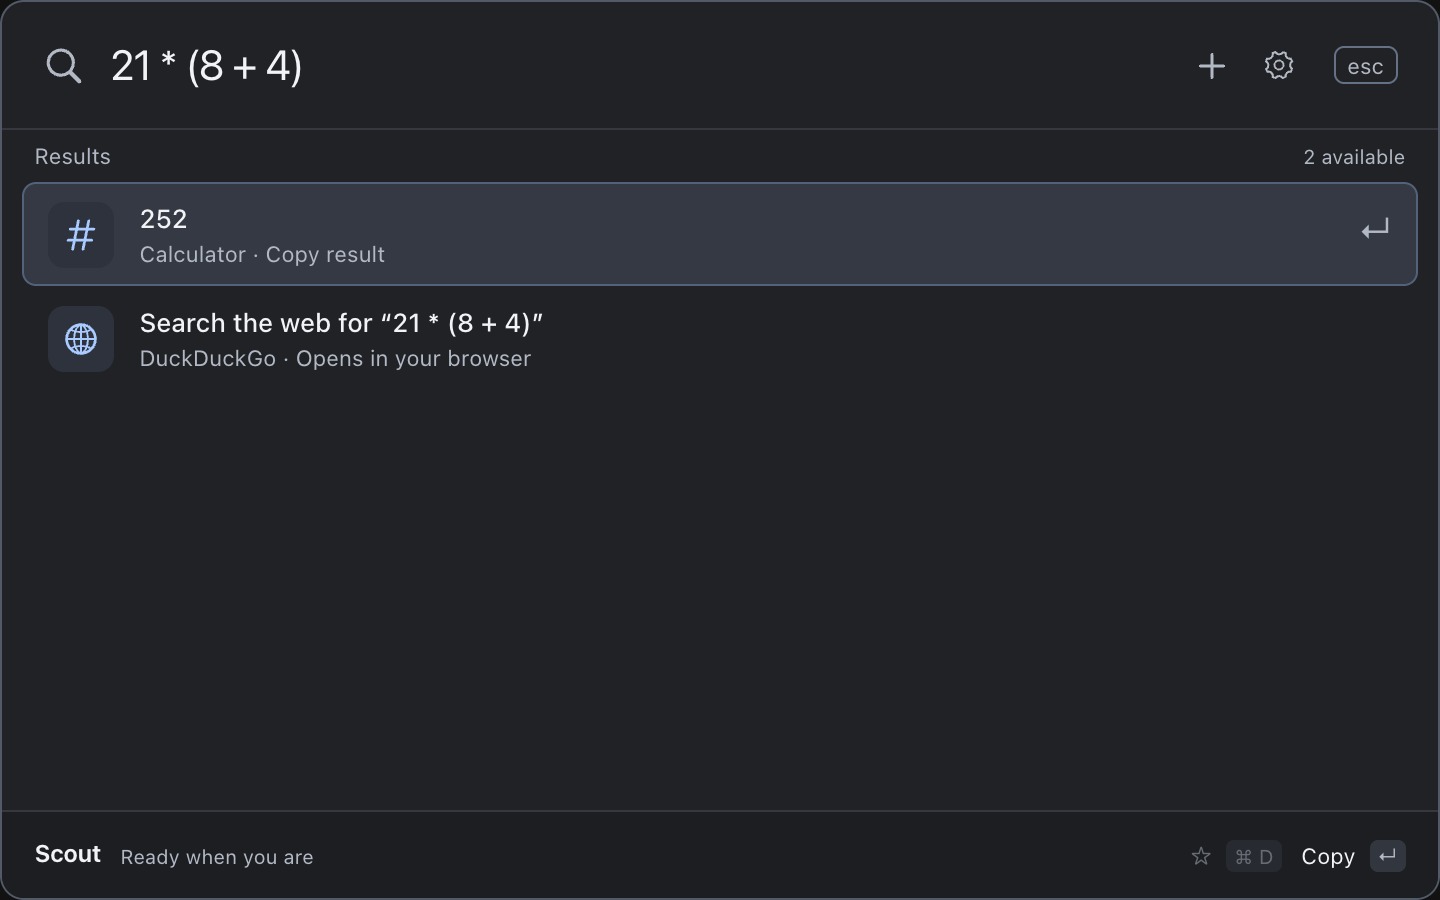 21 * (8 + 4)
esc
Results
2 available
252
Calculator · Copy result
Search the web for “21 * (8 + 4)”
DuckDuckGo · Opens in your browser
Scout Ready when you are
⌘ D Copy